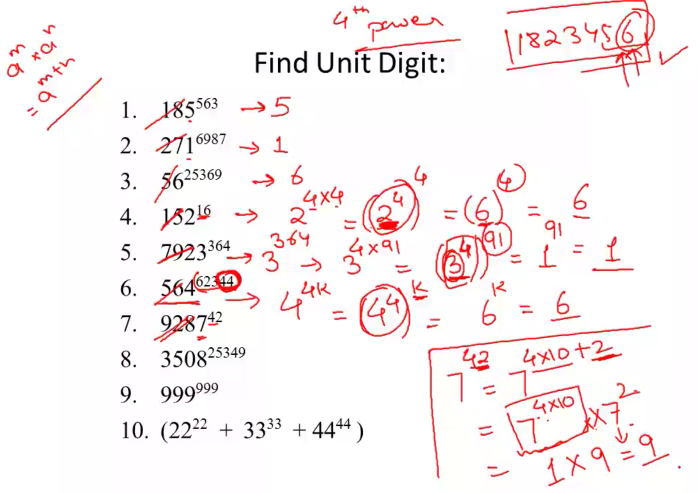 4th power
1823456
a^m × a^n
= a^m+n
Find Unit Digit:
1. 185^563 → 5
2. 271^6987 → 1
3. 56^25369 → 6
4. 152^16 → 2^4×4 = (2^4)^4 = (6)^4 = 6
5. 7923^364 → 3^364 → 3^4×91 = (3^4)^91 = 1^91 = 1
6. 564^62344 → 4^4K = (4^4)^K = 6^K = 6
7. 9287^42
8. 3508^25349
9. 999^999
10. (22^22 + 33^33 + 44^44 )
7^42 = 7^4×10+2
= 7^4×10 × 7^2
= 1 × 9 = 9